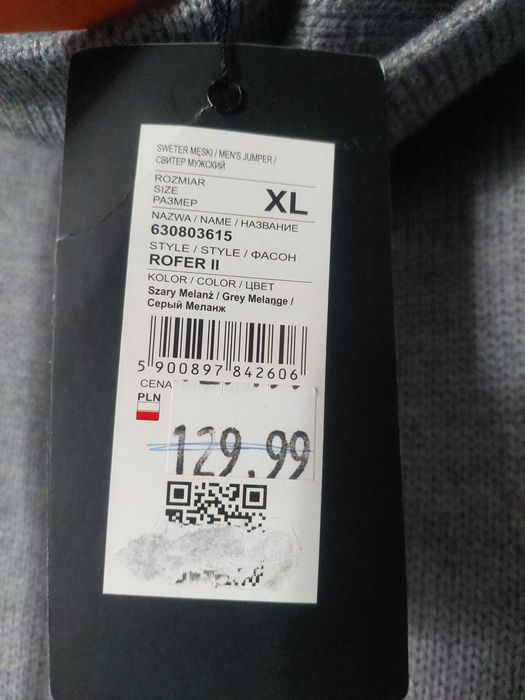 SWETER MĘSKI / MEN'S JUMPER /
СВИТЕР МУЖСКИЙ
ROZMIAR
SIZE
РАЗМЕР
XL
NAZWA / NAME / НАЗВАНИЕ
630803615
STYLE / STYLE / ФАСОН
ROFER II
KOLOR / COLOR / ЦВЕТ
Szary Melanż / Grey Melange /
Серый Меланж
5 900897 842606
CENA
PLN
129.99